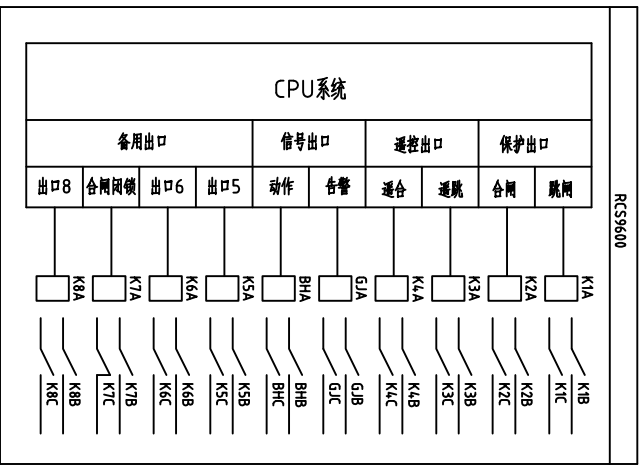 CPU系统
备用出口 信号出口 遥控出口 保护出口
出口8 合闸闭锁 出口6 出口5 动作 告警 遥合 遥跳 合闸 跳闸
K8A K7A K6A K5A BHA GJA K4A K3A K2A K1A
K8C K8B K7C K7B K6C K6B K5C K5B BHC BHB GJC GJB K4C K4B K3C K3B K2C K2B K1C K1B
RCS9600